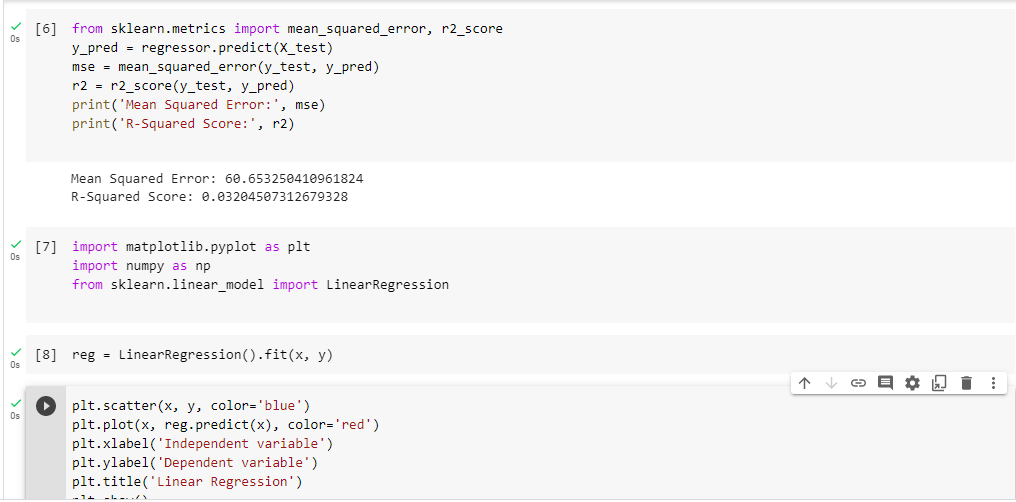 [6] from sklearn.metrics import mean_squared_error, r2_score
y_pred = regressor.predict(X_test)
mse = mean_squared_error(y_test, y_pred)
r2 = r2_score(y_test, y_pred)
print('Mean Squared Error:', mse)
print('R-Squared Score:', r2)
0s
Mean Squared Error: 60.653250410961824
R-Squared Score: 0.03204507312679328
[7] import matplotlib.pyplot as plt
import numpy as np
from sklearn.linear_model import LinearRegression
0s
[8] reg = LinearRegression().fit(x, y)
0s
plt.scatter(x, y, color='blue')
plt.plot(x, reg.predict(x), color='red')
plt.xlabel('Independent variable')
plt.ylabel('Dependent variable')
plt.title('Linear Regression')
0s